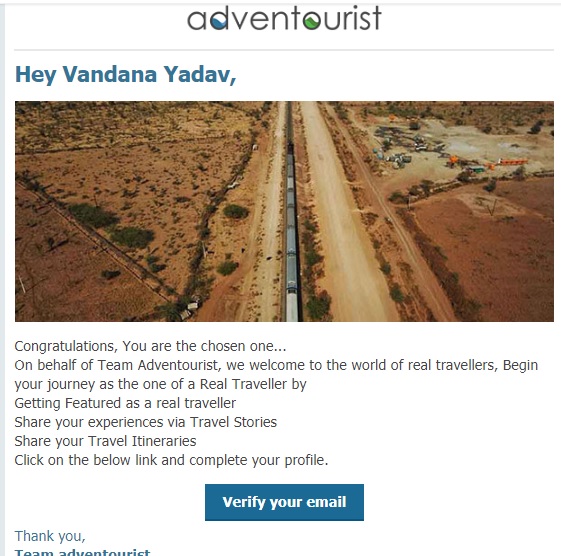 adventourist
Hey Vandana Yadav,
Congratulations, You are the chosen one...
On behalf of Team Adventourist, we welcome to the world of real travellers, Begin
your journey as the one of a Real Traveller by
Getting Featured as a real traveller
Share your experiences via Travel Stories
Share your Travel Itineraries
Click on the below link and complete your profile.
Verify your email
Thank you,
Team adventourist